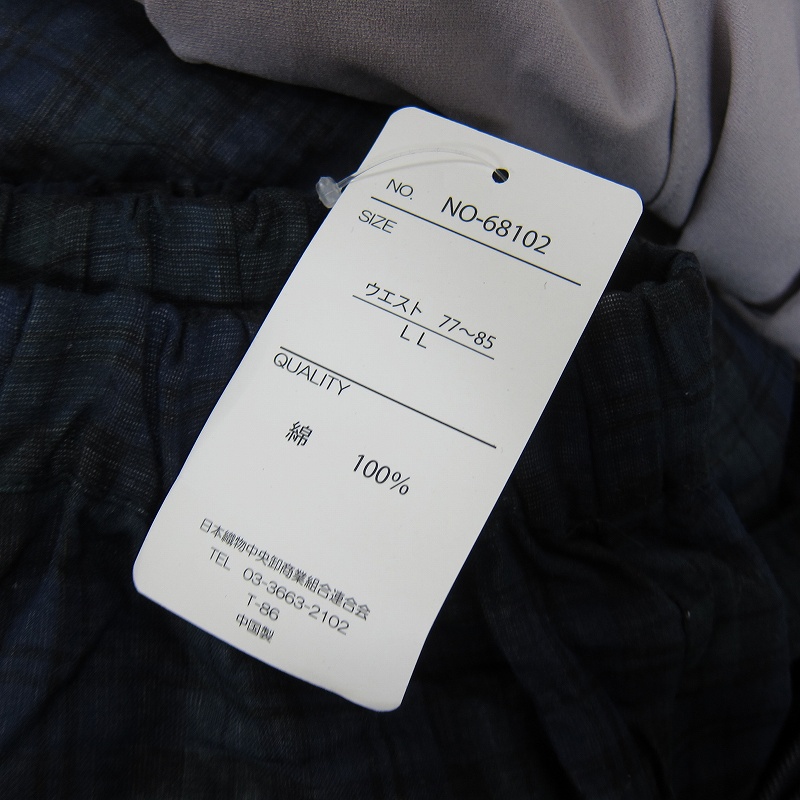 NO. NO-68102
SIZE
ウエスト 77〜85
LL
QUALITY
綿 100%
日本織物中央卸商業組合連合会
TEL 03-3663-2102
T-86
中国製